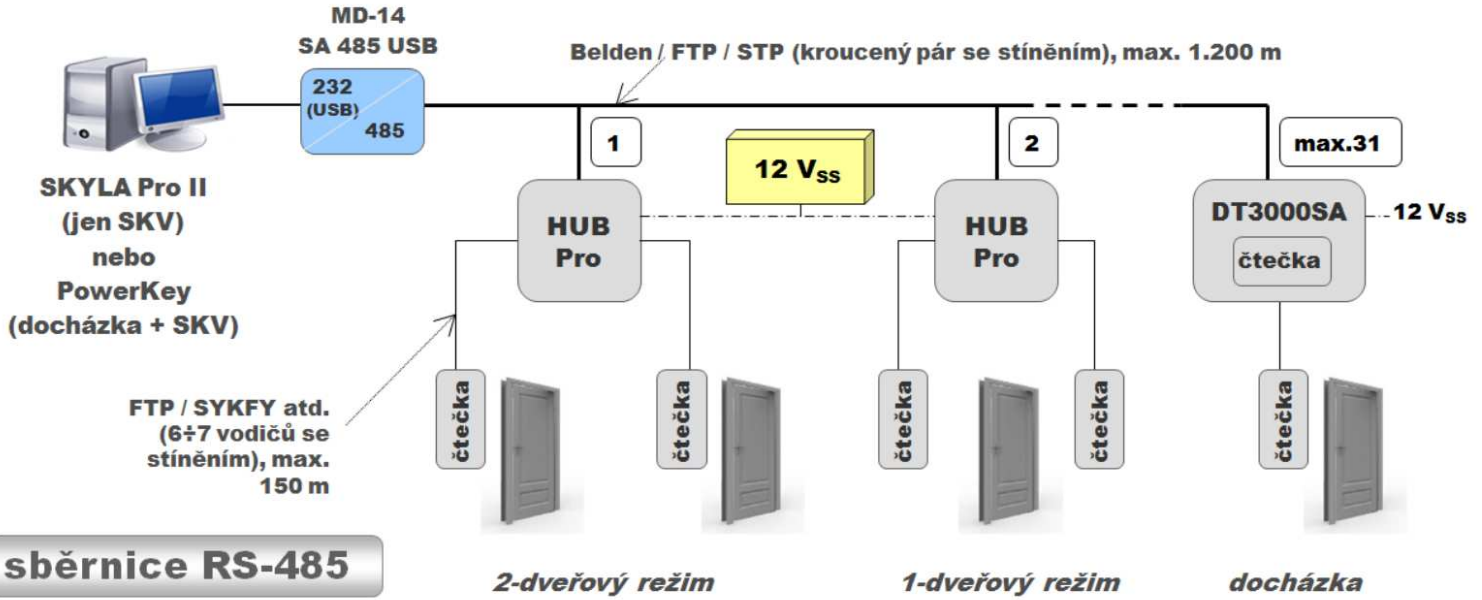 MD-14
SA 485 USB
Belden / FTP / STP (kroucený pár se stíněním), max. 1.200 m
232
(USB)
485
1
2
max.31
12 VSS
SKYLA Pro II
(jen SKV)
nebo
PowerKey
(docházka + SKV)
HUB
Pro
HUB
Pro
DT3000SA
čtečka
12 VSS
FTP / SYKFY atd.
(6÷7 vodičů se
stíněním), max.
150 m
čtečka
čtečka
čtečka
čtečka
čtečka
sběrnice RS-485
2-dveřový režim
1-dveřový režim
docházka